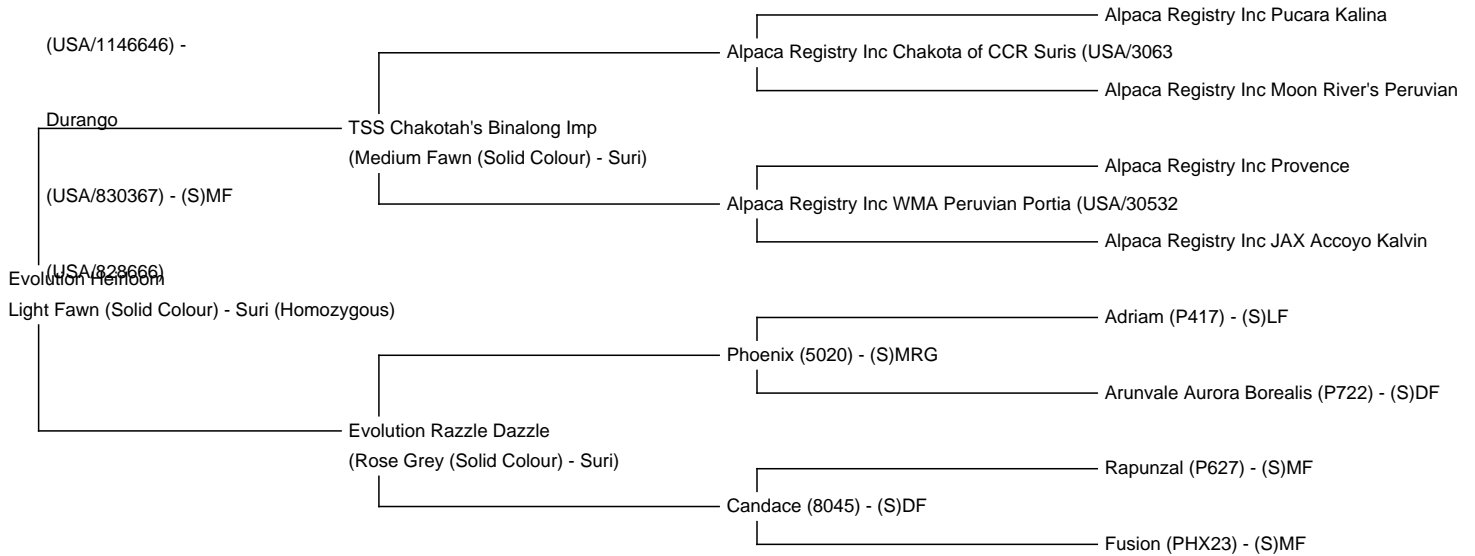 Alpaca Registry Inc Pucara Kalina
(USA/1146646) -
Alpaca Registry Inc Chakota of CCR Suris (USA/3063
Alpaca Registry Inc Moon River's Peruvian
Durango
TSS Chakotah's Binalong Imp
(Medium Fawn (Solid Colour) - Suri)
Alpaca Registry Inc Provence
(USA/830367) - (S)MF
Alpaca Registry Inc WMA Peruvian Portia (USA/30532
Alpaca Registry Inc JAX Accoyo Kalvin
(USA/828666)
Evolution Heirloom
Light Fawn (Solid Colour) - Suri (Homozygous)
Adriam (P417) - (S)LF
Phoenix (5020) - (S)MRG
Arunvale Aurora Borealis (P722) - (S)DF
Evolution Razzle Dazzle
(Rose Grey (Solid Colour) - Suri)
Rapunzal (P627) - (S)MF
Candace (8045) - (S)DF
Fusion (PHX23) - (S)MF